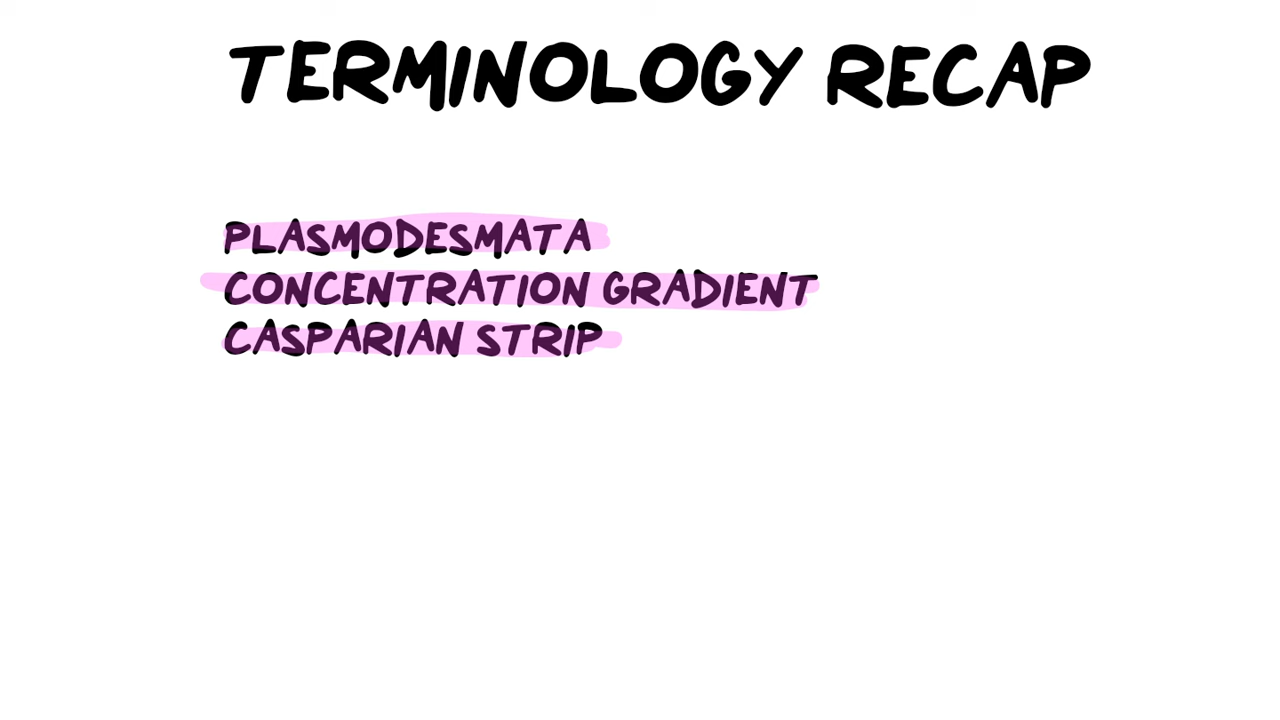 TERMINOLOGY RECAP
PLASMODESMATA
CONCENTRATION GRADIENT
CASPARIAN STRIP